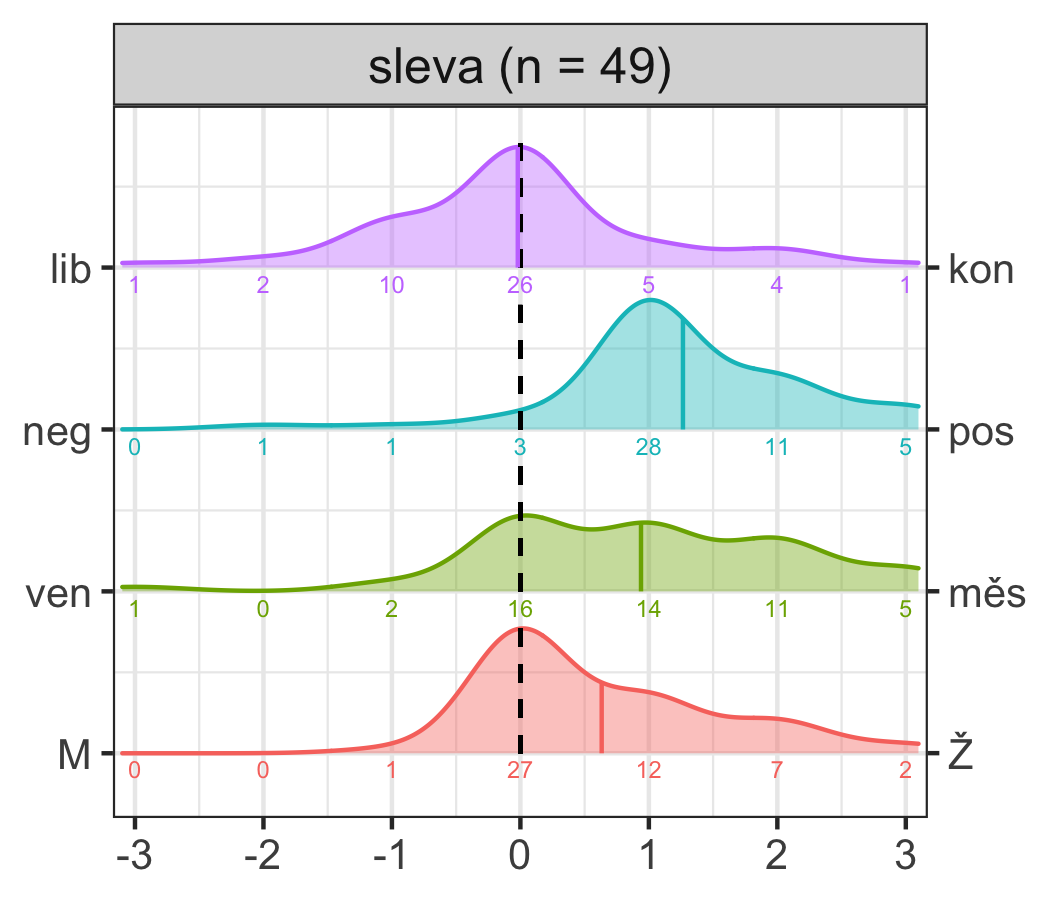 sleva (n = 49)
lib kon
1 2 10 26 5 4 1
neg pos
0 1 1 3 28 11 5
ven měs
1 0 2 16 14 11 5
M Ž
0 0 1 27 12 7 2
-3 -2 -1 0 1 2 3